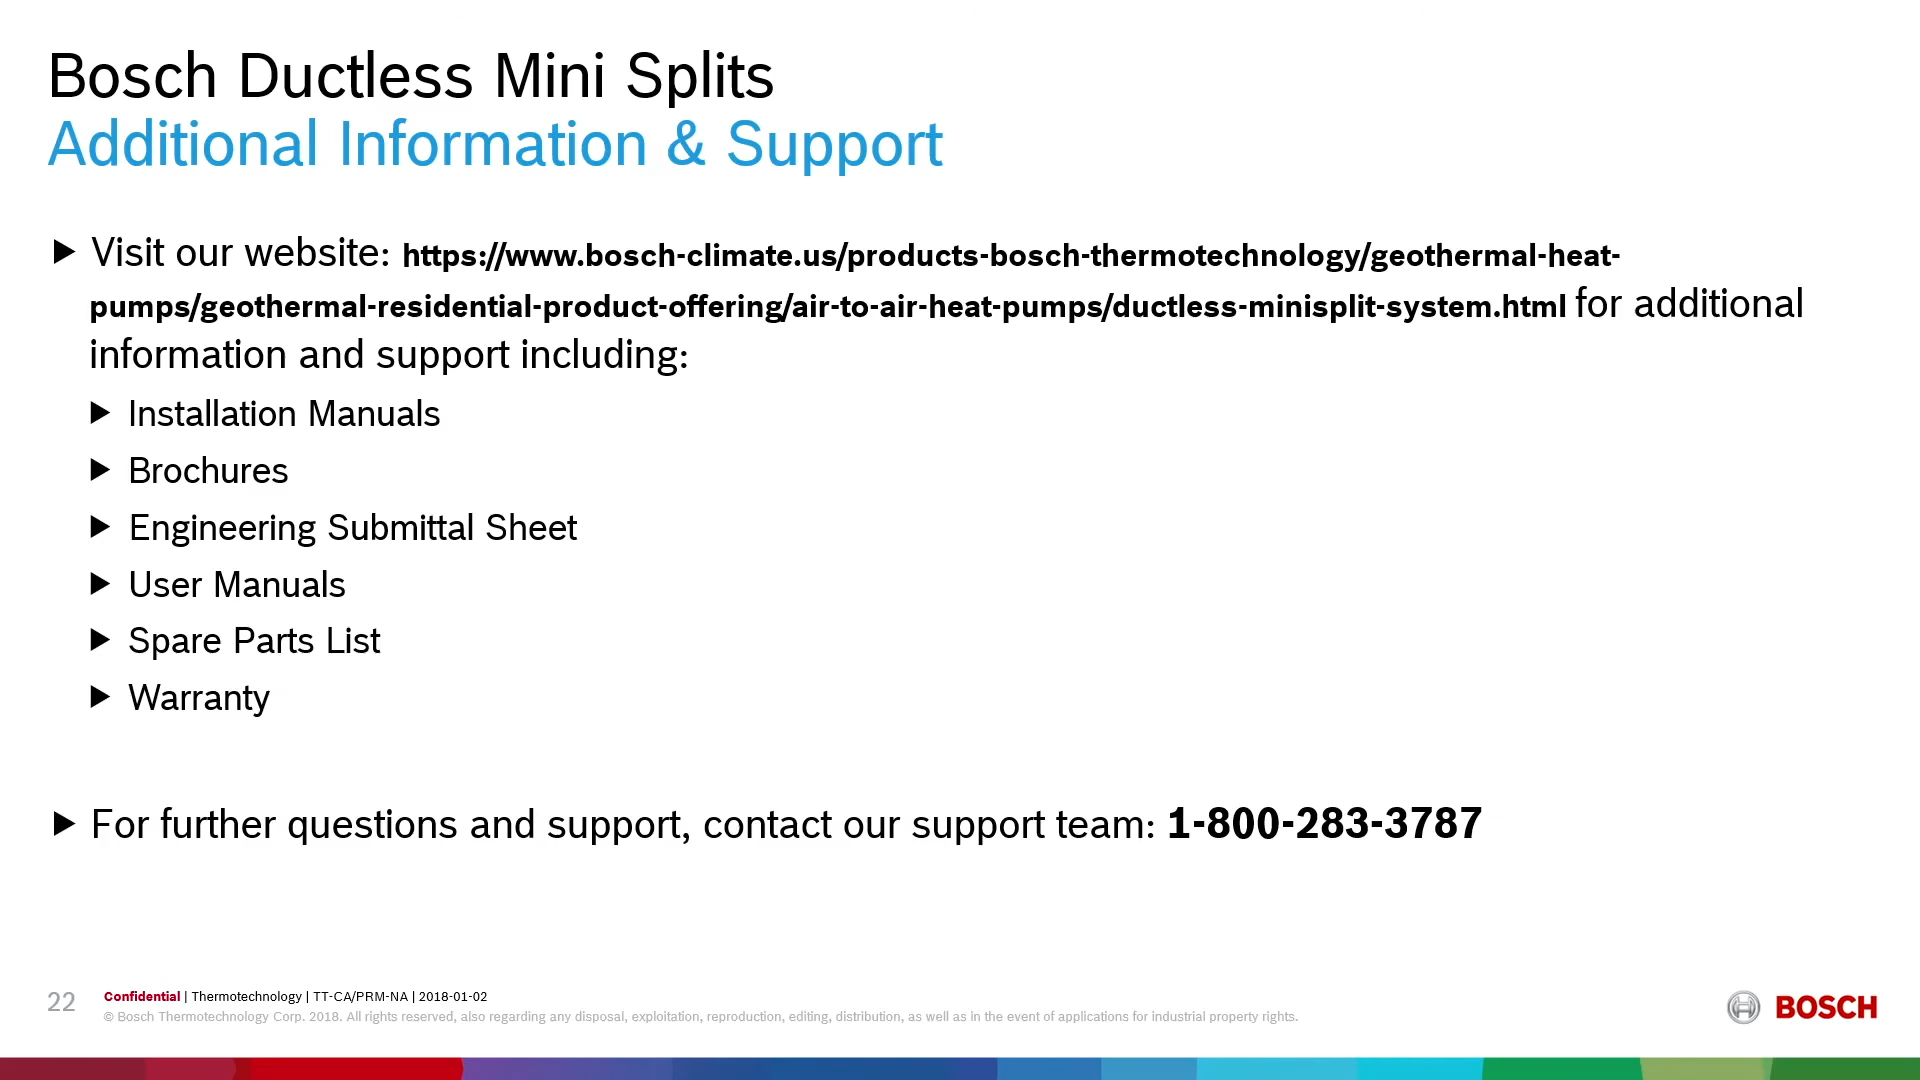 Bosch Ductless Mini Splits
Additional Information & Support
▶ Visit our website: https://www.bosch-climate.us/products-bosch-thermotechnology/geothermal-heat-
pumps/geothermal-residential-product-offering/air-to-air-heat-pumps/ductless-minisplit-system.html for additional
information and support including:
▶ Installation Manuals
▶ Brochures
▶ Engineering Submittal Sheet
▶ User Manuals
▶ Spare Parts List
▶ Warranty
▶ For further questions and support, contact our support team: 1-800-283-3787
22 Confidential | Thermotechnology | TT-CA/PRM-NA | 2018-01-02
© Bosch Thermotechnology Corp. 2018. All rights reserved, also regarding any disposal, exploitation, reproduction, editing, distribution, as well as in the event of applications for industrial property rights.
BOSCH